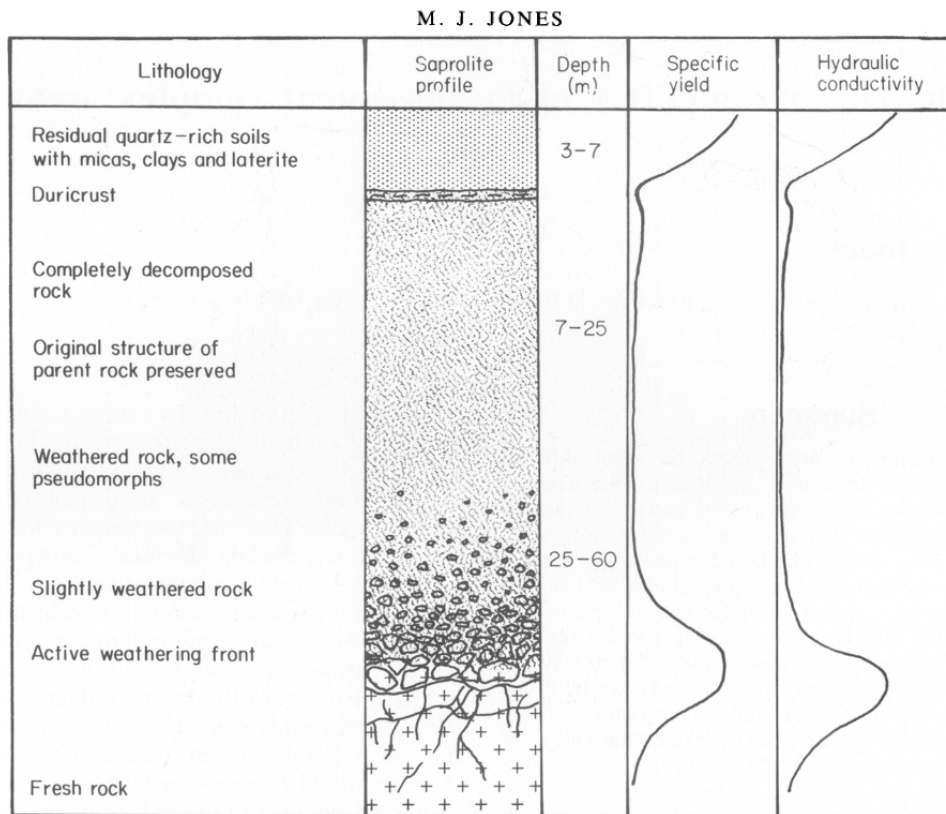 M. J. JONES
Lithology
Saprolite
profile
Depth
(m)
Specific
yield
Hydraulic
conductivity
Residual quartz-rich soils
with micas, clays and laterite
3-7
Duricrust
Completely decomposed
rock
7-25
Original structure of
parent rock preserved
Weathered rock, some
pseudomorphs
25-60
Slightly weathered rock
Active weathering front
Fresh rock